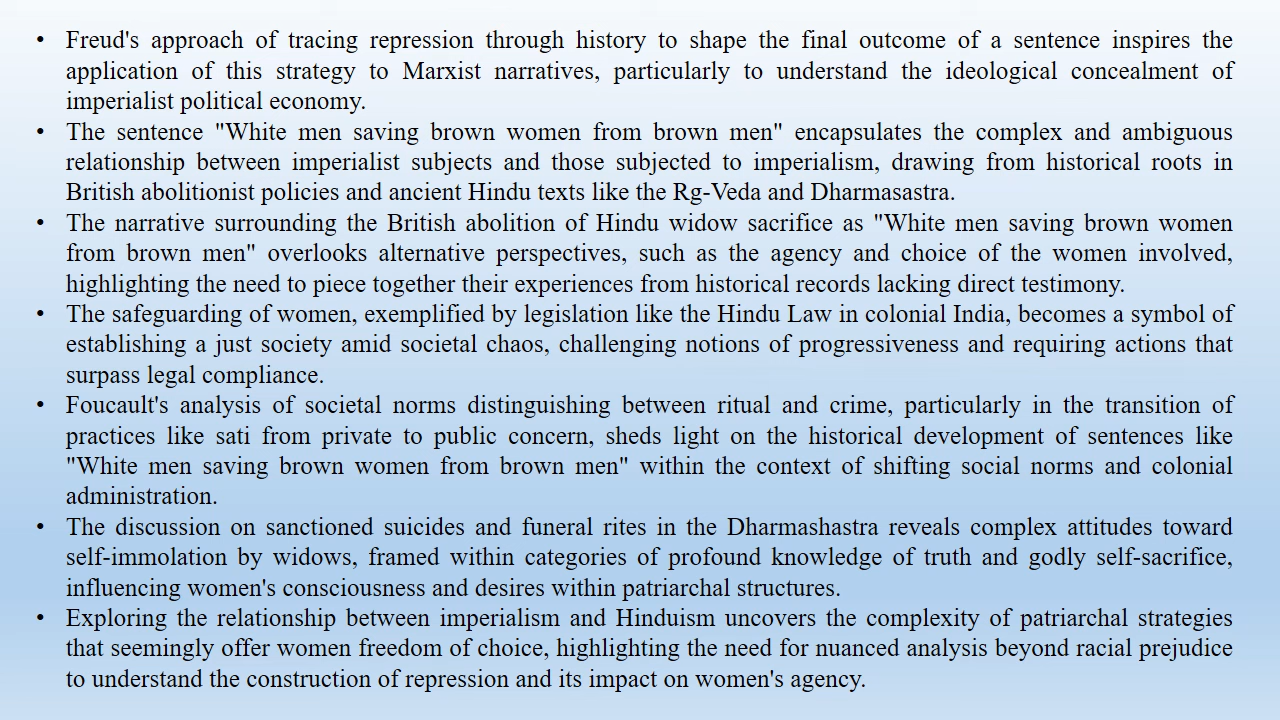 • Freud's approach of tracing repression through history to shape the final outcome of a sentence inspires the
application of this strategy to Marxist narratives, particularly to understand the ideological concealment of
imperialist political economy.
• The sentence "White men saving brown women from brown men" encapsulates the complex and ambiguous
relationship between imperialist subjects and those subjected to imperialism, drawing from historical roots in
British abolitionist policies and ancient Hindu texts like the Rg-Veda and Dharmasastra.
• The narrative surrounding the British abolition of Hindu widow sacrifice as "White men saving brown women
from brown men" overlooks alternative perspectives, such as the agency and choice of the women involved,
highlighting the need to piece together their experiences from historical records lacking direct testimony.
• The safeguarding of women, exemplified by legislation like the Hindu Law in colonial India, becomes a symbol of
establishing a just society amid societal chaos, challenging notions of progressiveness and requiring actions that
surpass legal compliance.
• Foucault's analysis of societal norms distinguishing between ritual and crime, particularly in the transition of
practices like sati from private to public concern, sheds light on the historical development of sentences like
"White men saving brown women from brown men" within the context of shifting social norms and colonial
administration.
• The discussion on sanctioned suicides and funeral rites in the Dharmashastra reveals complex attitudes toward
self-immolation by widows, framed within categories of profound knowledge of truth and godly self-sacrifice,
influencing women's consciousness and desires within patriarchal structures.
• Exploring the relationship between imperialism and Hinduism uncovers the complexity of patriarchal strategies
that seemingly offer women freedom of choice, highlighting the need for nuanced analysis beyond racial prejudice
to understand the construction of repression and its impact on women's agency.